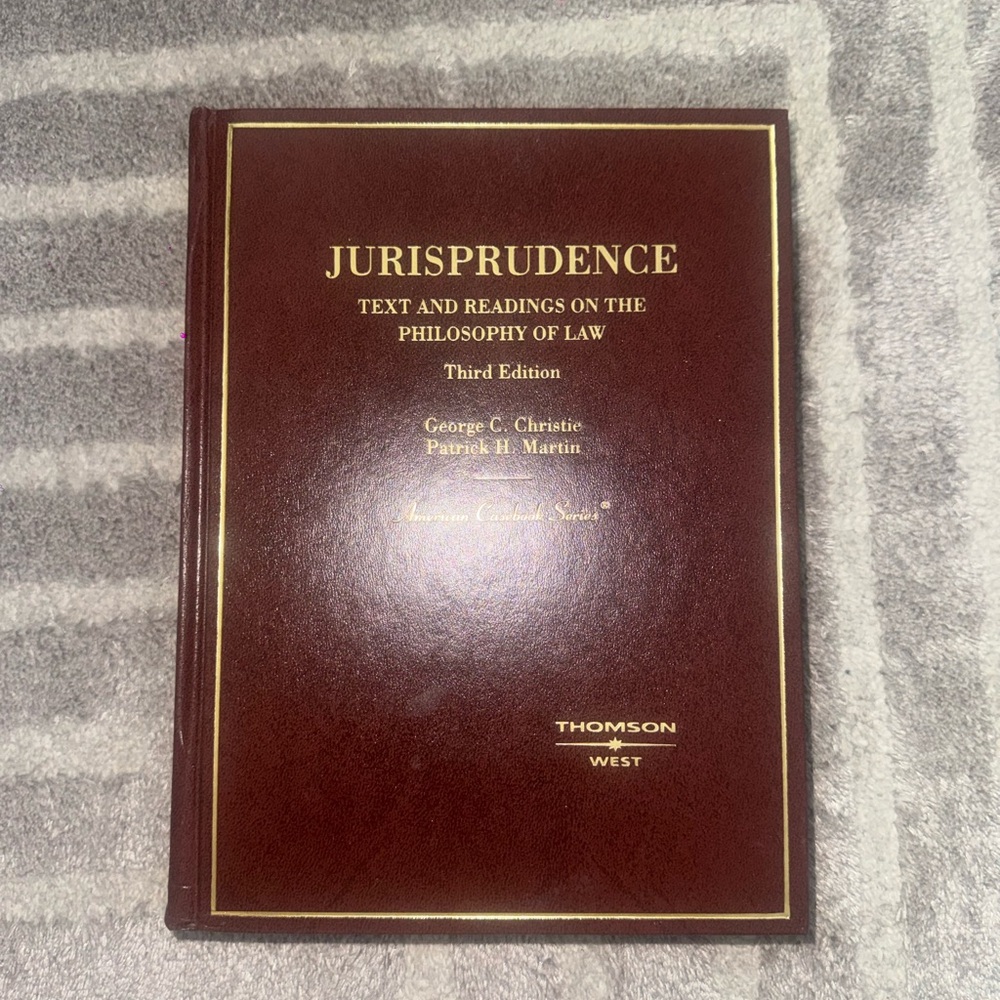 JURISPRUDENCE
TEXT AND READINGS ON THE
PHILOSOPHY OF LAW
Third Edition
George C. Christie
Patrick H. Martin
American Casebook Series®
THOMSON
WEST